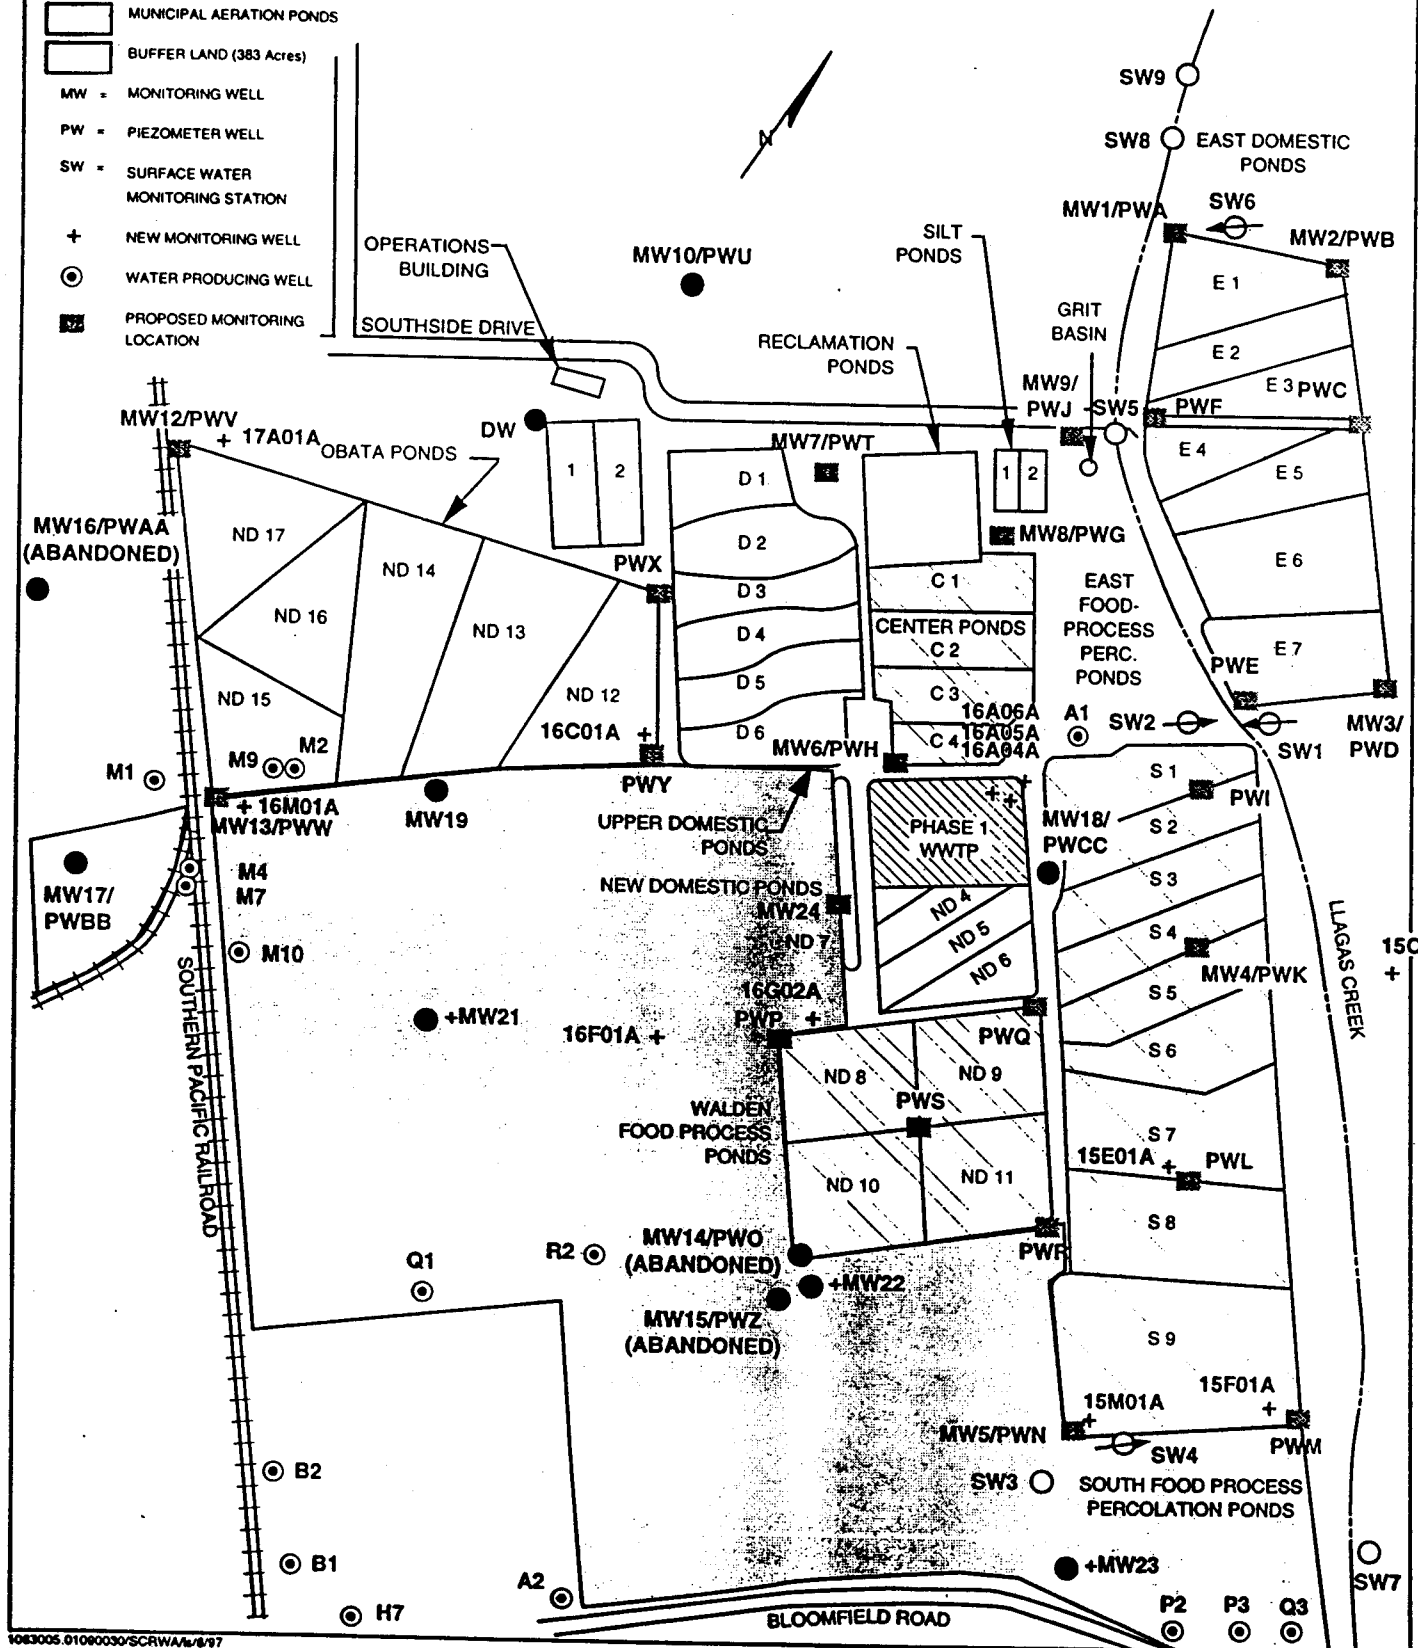 MUNICIPAL AERATION PONDS
BUFFER LAND (383 Acres)
MW = MONITORING WELL
PW = PIEZOMETER WELL
SW = SURFACE WATER
MONITORING STATION
+ NEW MONITORING WELL
WATER PRODUCING WELL
PROPOSED MONITORING
LOCATION
N
SW9
SW8
EAST DOMESTIC
PONDS
MW1/PWA
SW6
MW2/PWB
OPERATIONS
BUILDING
MW10/PWU
SILT
PONDS
E 1
GRIT
BASIN
SOUTHSIDE DRIVE
RECLAMATION
PONDS
E 2
E 3
PWC
MW9/
PWJ
SW5
PWF
MW12/PWV
17A01A
OBATA PONDS
DW
1
2
MW7/PWT
D 1
1
2
E 4
E 5
MW16/PWAA
(ABANDONED)
ND 17
ND 14
PWX
D 2
MW8/PWG
E 6
ND 16
ND 13
D 3
C 1
EAST
FOOD-
PROCESS
PERC.
PONDS
D 4
CENTER PONDS
C 2
E 7
PWE
ND 15
ND 12
D 5
C 3
16C01A
D 6
16A06A
16A05A
16A04A
C 4
A1
SW2
SW1
MW3/
PWD
M1
M9
M2
MW6/PWH
PWY
16M01A
MW13/PWW
MW19
S 1
PWI
UPPER DOMESTIC
PONDS
PHASE 1
WWTP
MW18/
PWCC
S 2
MW17/
PWBB
M4
M7
NEW DOMESTIC PONDS
MW24
ND 7
ND 4
ND 5
ND 6
S 3
S 4
M10
MW4/PWK
15C
S 5
SOUTHERN PACIFIC RAILROAD
LLAGAS CREEK
16G02A
+MW21
16F01A
PWP
PWQ
S 6
ND 8
ND 9
PWS
WALDEN
FOOD PROCESS
PONDS
S 7
15E01A
PWL
ND 10
ND 11
S 8
R2
MW14/PWO
(ABANDONED)
PWR
Q1
+MW22
MW15/PWZ
(ABANDONED)
S 9
15F01A
15M01A
MW5/PWN
SW4
PWM
B2
SW3
SOUTH FOOD PROCESS
PERCOLATION PONDS
B1
+MW23
SW7
A2
H7
BLOOMFIELD ROAD
P2
P3
Q3
1063005.01090030/SCRWA/ls/6/97